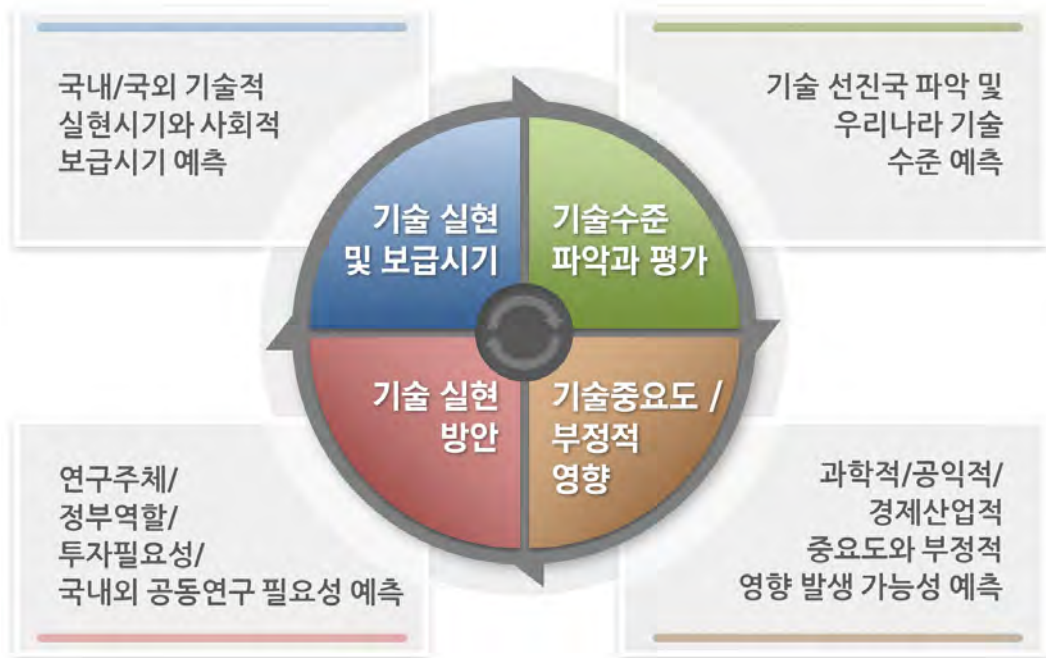 국내/국외 기술적
실현시기와 사회적
보급시기 예측
기술 선진국 파악 및
우리나라 기술
수준 예측
기술 실현
및 보급시기
기술수준
파악과 평가
기술 실현
방안
기술중요도 /
부정적
영향
연구주체/
정부역할/
투자필요성/
국내외 공동연구 필요성 예측
과학적/공익적/
경제산업적
중요도와 부정적
영향 발생 가능성 예측